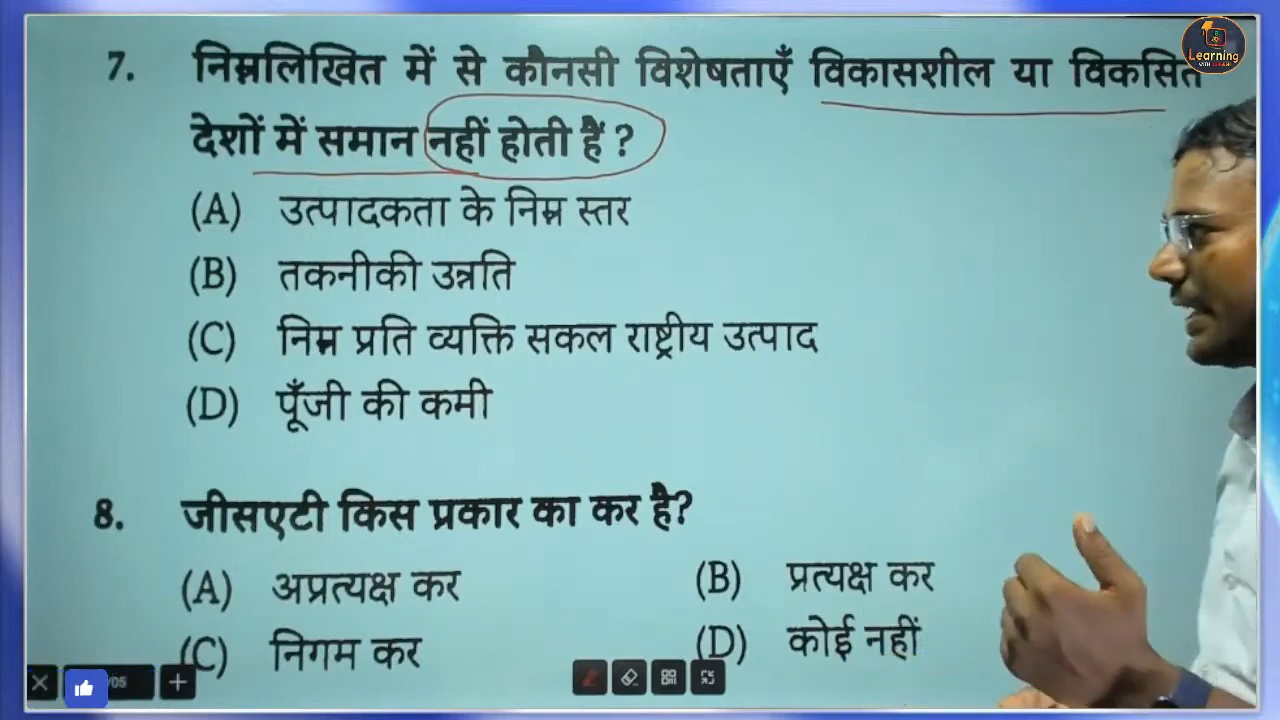 Learning
7. निम्नलिखित में से कौनसी विशेषताएँ विकासशील या विकसित
देशों में समान नहीं होती हैं ?
(A) उत्पादकता के निम्न स्तर
(B) तकनीकी उन्नति
(C) निम्न प्रति व्यक्ति सकल राष्ट्रीय उत्पाद
(D) पूँजी की कमी
8. जीसएटी किस प्रकार का कर है?
(A) अप्रत्यक्ष कर (B) प्रत्यक्ष कर
(C) निगम कर (D) कोई नहीं
/05